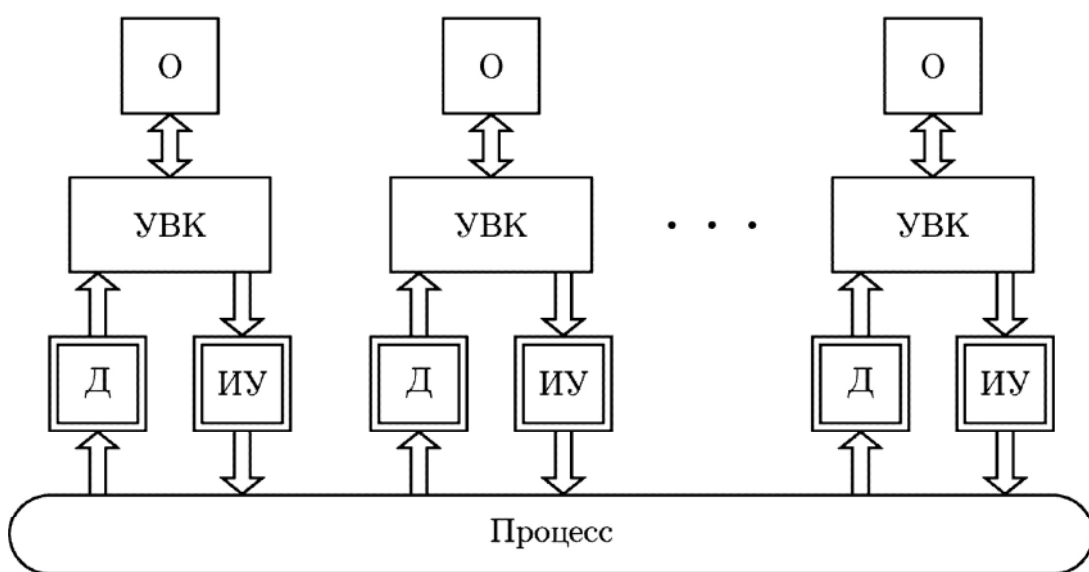 О О О
УВК УВК . . . УВК
Д ИУ Д ИУ Д ИУ
Процесс